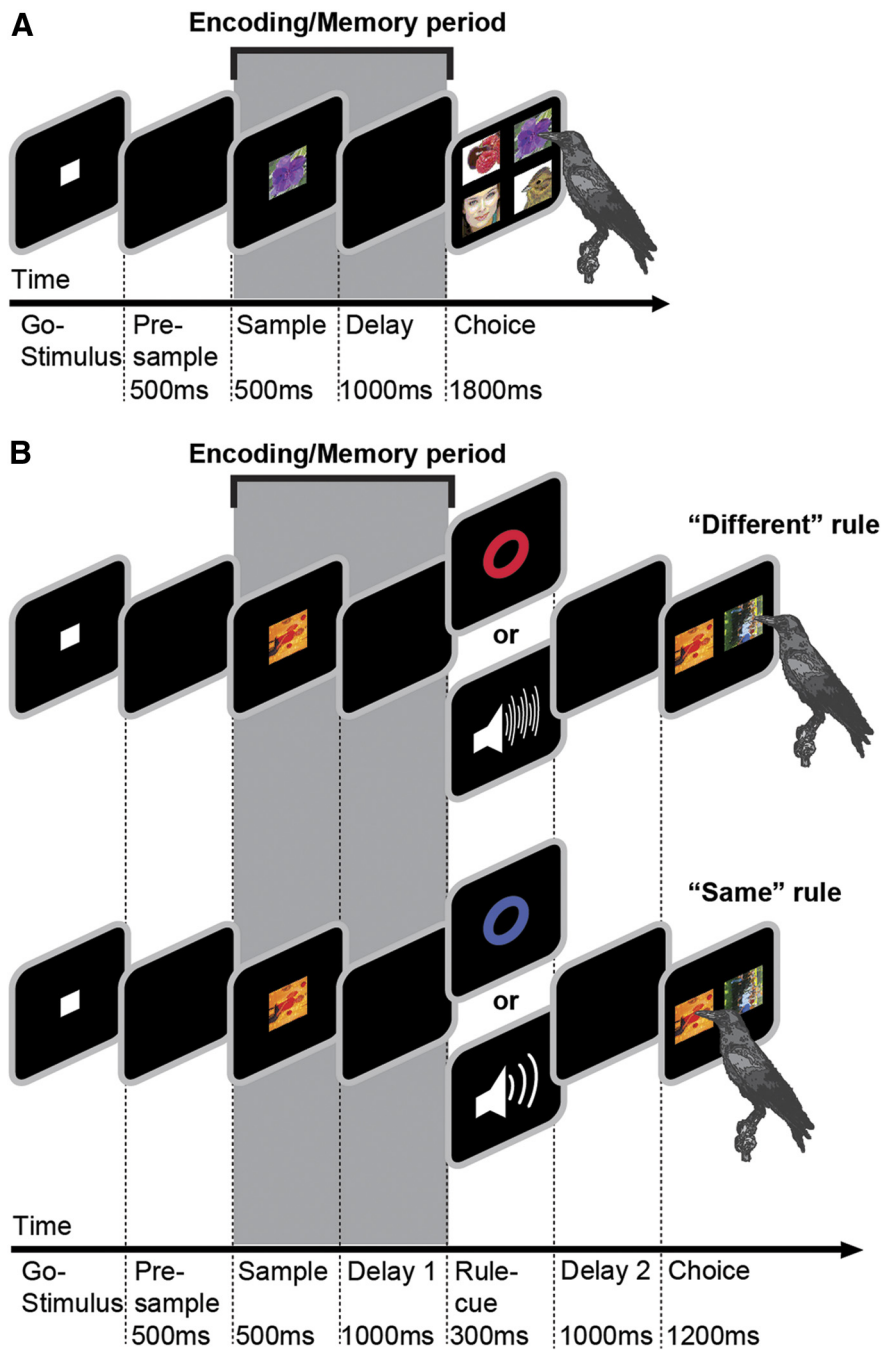 A
Encoding/Memory period
Time
Go-
Stimulus
Pre-
sample
500ms
Sample
500ms
Delay
1000ms
Choice
1800ms
B
Encoding/Memory period
“Different” rule
or
“Same” rule
or
Time
Go-
Stimulus
Pre-
sample
500ms
Sample
500ms
Delay 1
1000ms
Rule-
cue
300ms
Delay 2
1000ms
Choice
1200ms